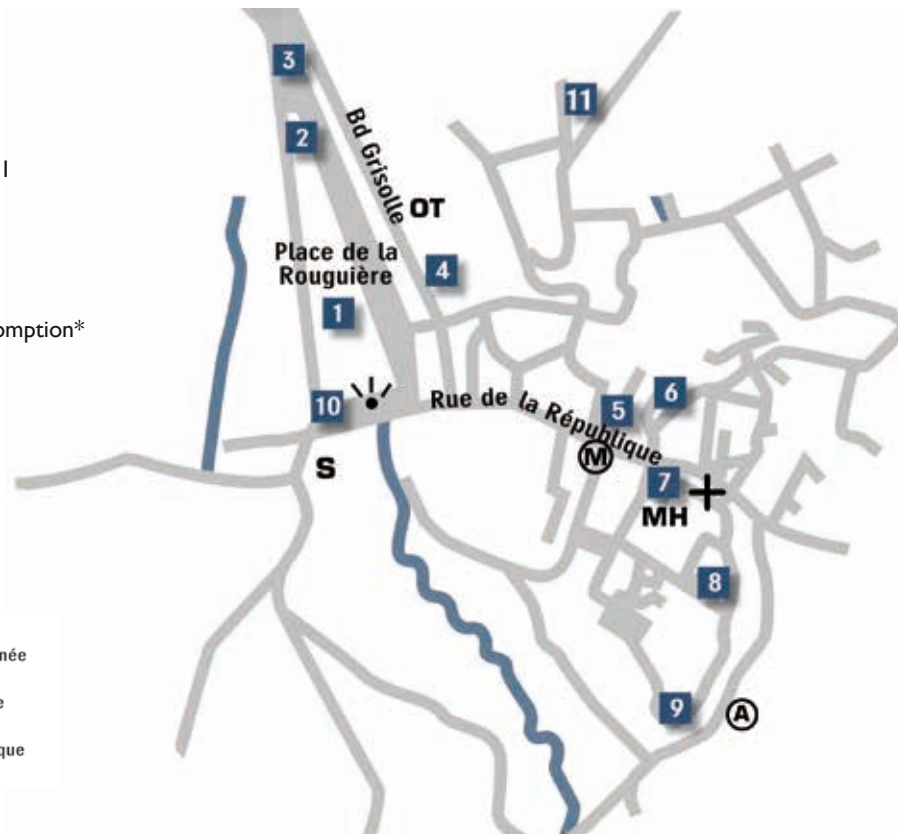 3
11
2
Bd Grisolle
OT
l
Place de la
Rouguière
4
1
omption*
10
Rue de la République
5
6
M
S
7
MH
8
née
e
que
9
A